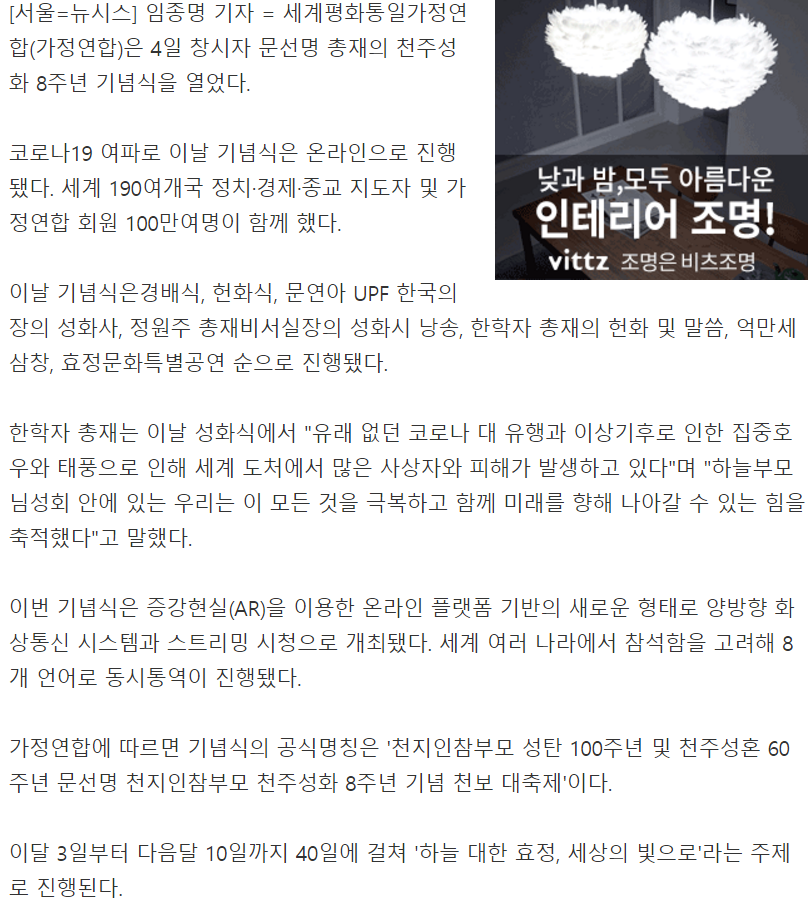 [서울=뉴시스] 임종명 기자 = 세계평화통일가정연
합(가정연합)은 4일 창시자 문선명 총재의 천주성
화 8주년 기념식을 열었다.
코로나19 여파로 이날 기념식은 온라인으로 진행
됐다. 세계 190여개국 정치·경제·종교 지도자 및 가
정연합 회원 100만여명이 함께 했다.
낮과 밤,모두 아름다운
인테리어 조명!
vittz 조명은 비츠조명
이날 기념식은경배식, 헌화식, 문연아 UPF 한국의
장의 성화사, 정원주 총재비서실장의 성화시 낭송, 한학자 총재의 헌화 및 말씀, 억만세
삼창, 효정문화특별공연 순으로 진행됐다.
한학자 총재는 이날 성화식에서 "유래 없던 코로나 대 유행과 이상기후로 인한 집중호
우와 태풍으로 인해 세계 도처에서 많은 사상자와 피해가 발생하고 있다"며 "하늘부모
님성회 안에 있는 우리는 이 모든 것을 극복하고 함께 미래를 향해 나아갈 수 있는 힘을
축적했다"고 말했다.
이번 기념식은 증강현실(AR)을 이용한 온라인 플랫폼 기반의 새로운 형태로 양방향 화
상통신 시스템과 스트리밍 시청으로 개최됐다. 세계 여러 나라에서 참석함을 고려해 8
개 언어로 동시통역이 진행됐다.
가정연합에 따르면 기념식의 공식명칭은 '천지인참부모 성탄 100주년 및 천주성혼 60
주년 문선명 천지인참부모 천주성화 8주년 기념 천보 대축제'이다.
이달 3일부터 다음달 10일까지 40일에 걸쳐 '하늘 대한 효정, 세상의 빛으로'라는 주제
로 진행된다.